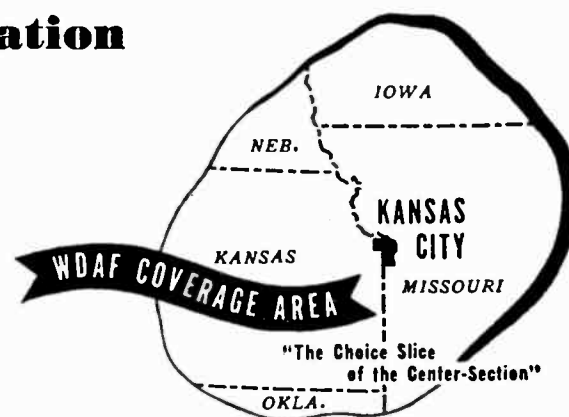 ation
IOWA
NEB.
KANSAS
CITY
KANSAS
MISSOURI
WDAF COVERAGE AREA
"The Choice Slice
of the Center-Section"
OKLA.